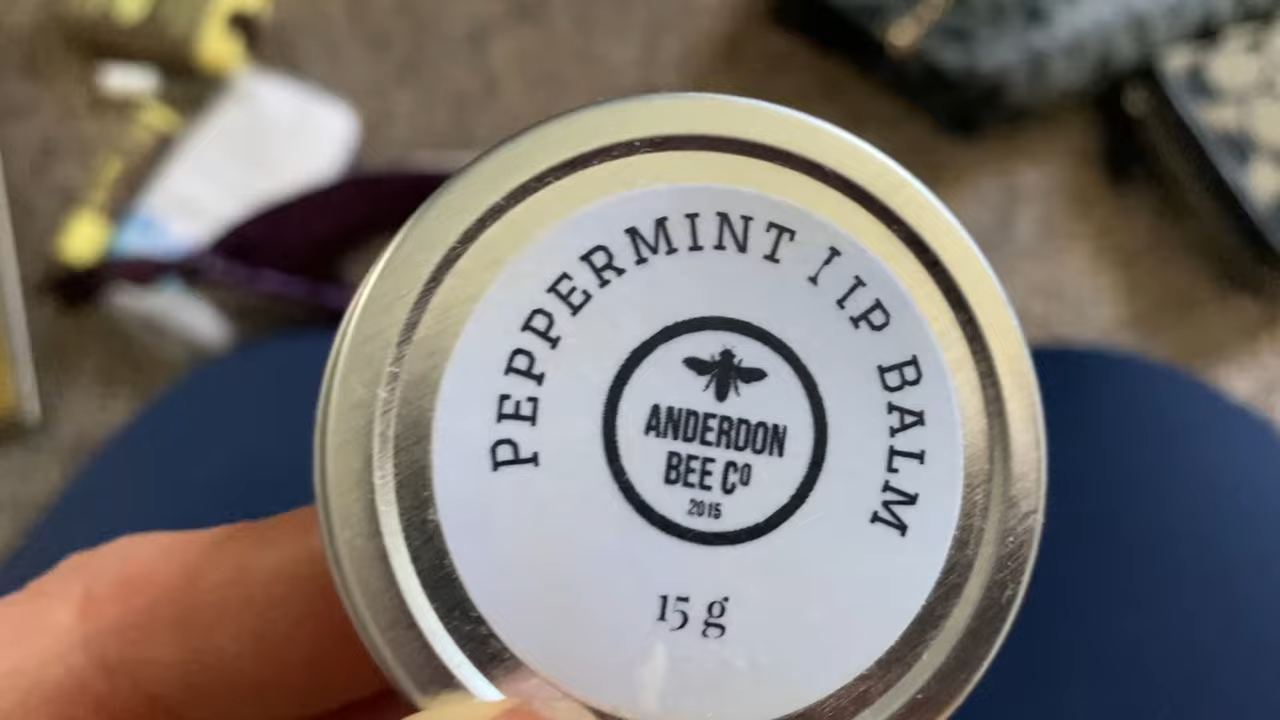 PEPPERMINT LIP BALM
ANDERDON
BEE Cº
2015
15 g